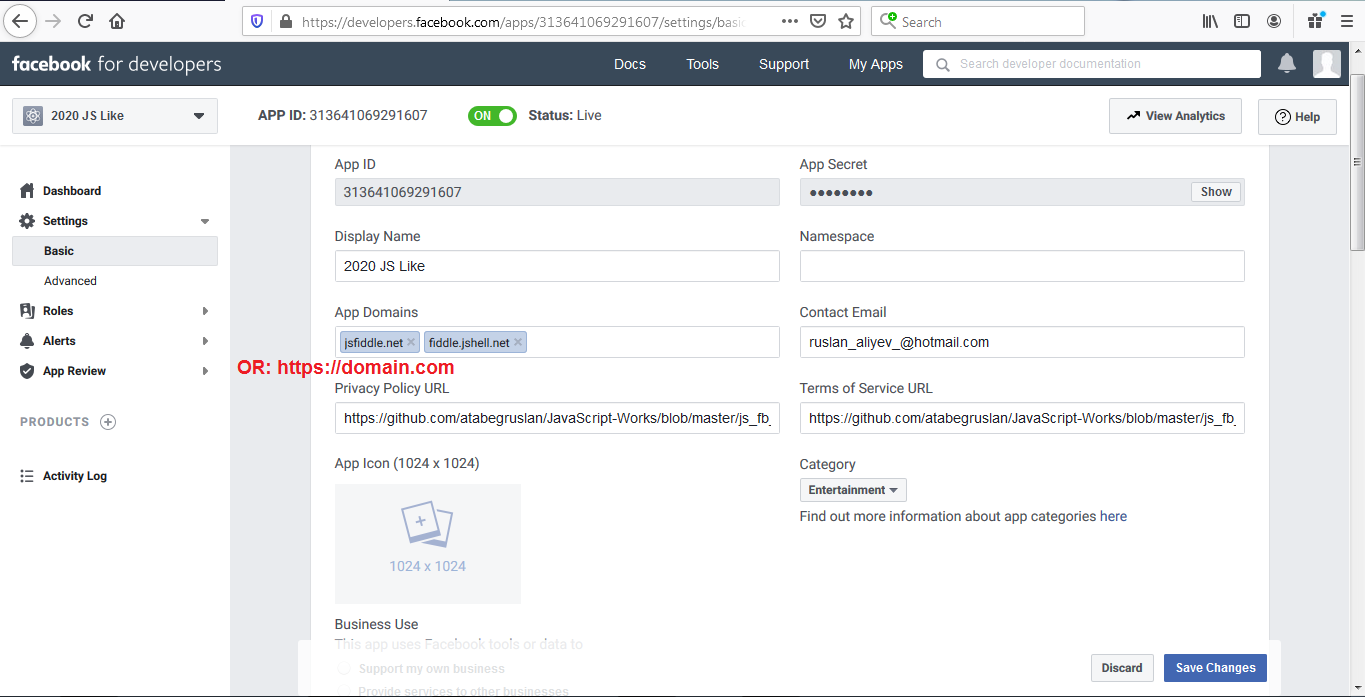 https://developers.facebook.com/apps/313641069291607/settings/basic
Search
facebook for developers
Docs
Tools
Support
My Apps
Search developer documentation
2020 JS Like
APP ID: 313641069291607
ON
Status: Live
View Analytics
Help
Dashboard
Settings
Basic
Advanced
Roles
Alerts
App Review
PRODUCTS
Activity Log
App ID
313641069291607
App Secret
●●●●●●●●
Show
Display Name
2020 JS Like
Namespace
App Domains
jsfiddle.net
fiddle.jshell.net
Contact Email
ruslan_aliyev_@hotmail.com
OR: https://domain.com
Privacy Policy URL
https://github.com/atabegruslan/JavaScript-Works/blob/master/js_fb_
Terms of Service URL
https://github.com/atabegruslan/JavaScript-Works/blob/master/js_fb_
App Icon (1024 x 1024)
1024 x 1024
Category
Entertainment
Find out more information about app categories here
Business Use
This app uses Facebook tools or data to
Support my own business
Provide services to other businesses
Discard
Save Changes